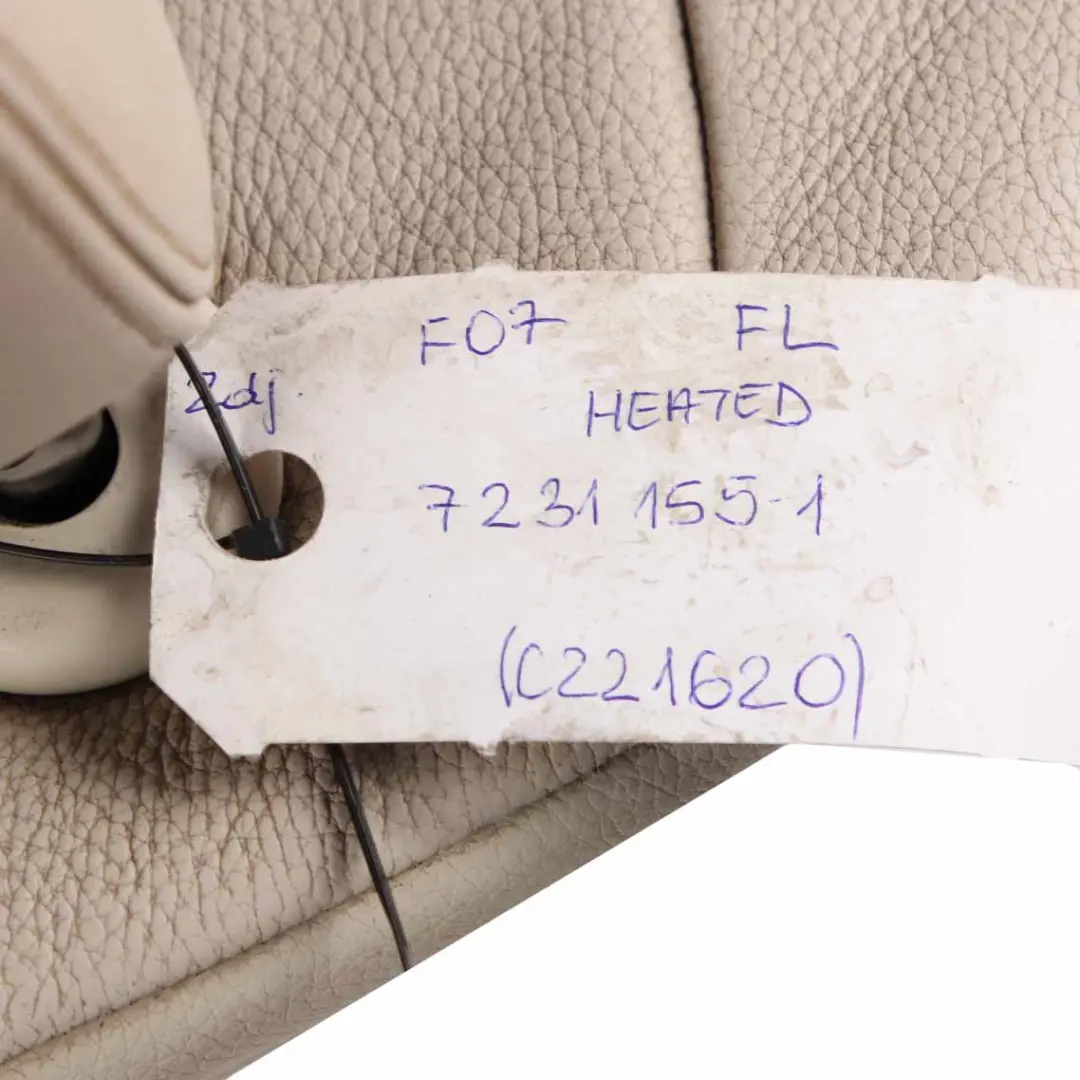 F07 FL
Zdj.
HEATED
7231155-1
(C221620)